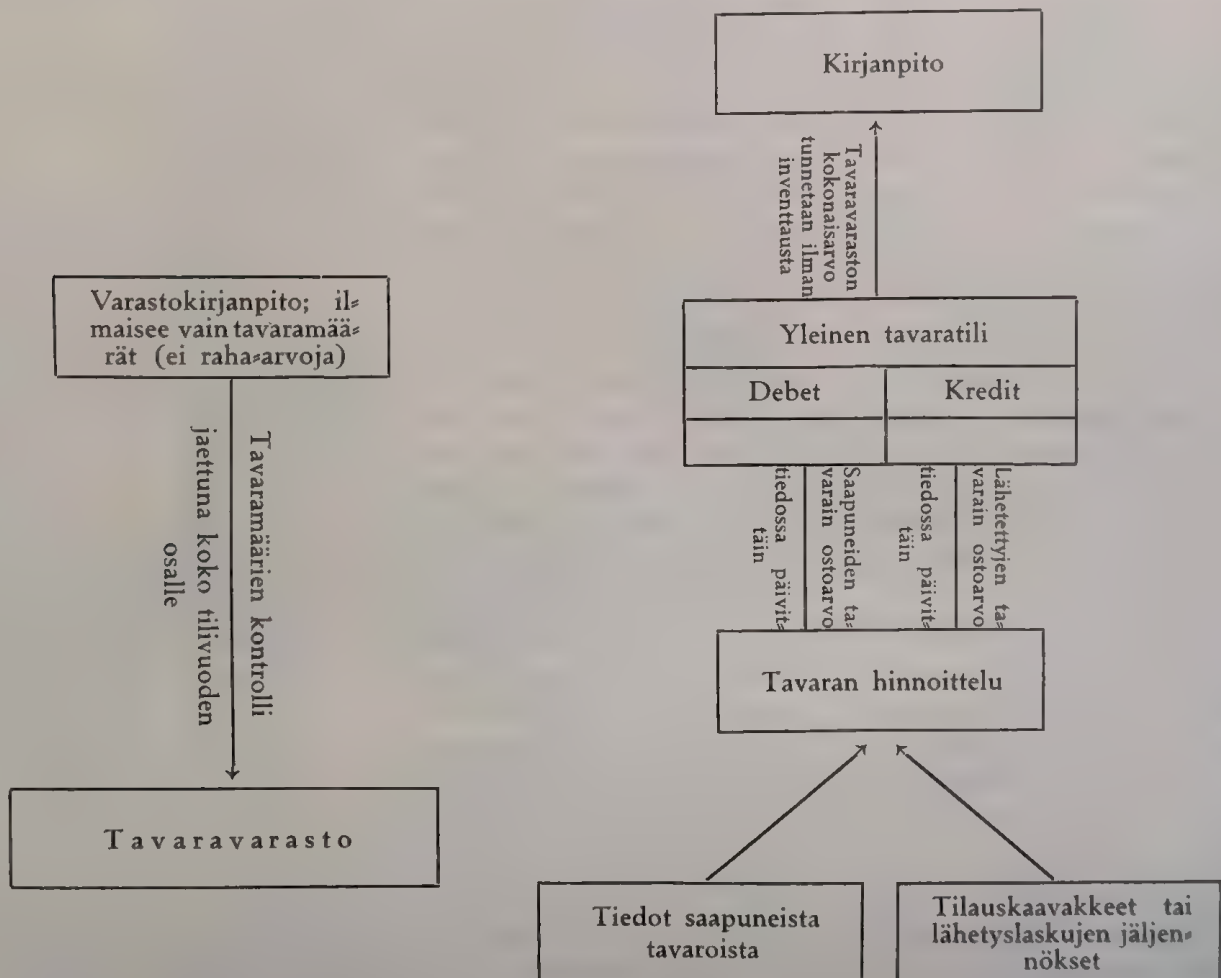 Kirjanpito
Tavaravaraston
kokonaisarvo
tunnetaan ilman
inventtausta
Varastokirjanpito; il⸗
maisee vain tavaramää⸗
rät (ei raha⸗arvoja)
Yleinen tavaratili
Debet
Kredit
Tavaramäärien kontrolli
jaettuna koko tilivuoden
osalle
Saapuneiden ta⸗
varain ostoarvo
tiedossa päivit⸗
täin
Lähetettyjen ta⸗
varain ostoarvo
tiedossa päivit⸗
täin
Tavaran hinnoittelu
Tavaravarasto
Tiedot saapuneista
tavaroista
Tilauskaavakkeet tai
lähetyslaskujen jäljen⸗
nökset